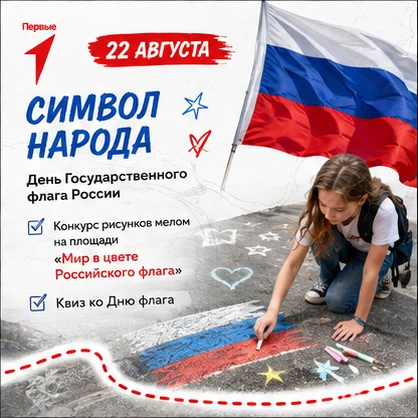 Первые
22 АВГУСТА
СИМВОЛ
НАРОДА
День Государственного
флага России
Конкурс рисунков мелом
на площади
«Мир в цвете
Российского флага»
Квиз ко Дню флага